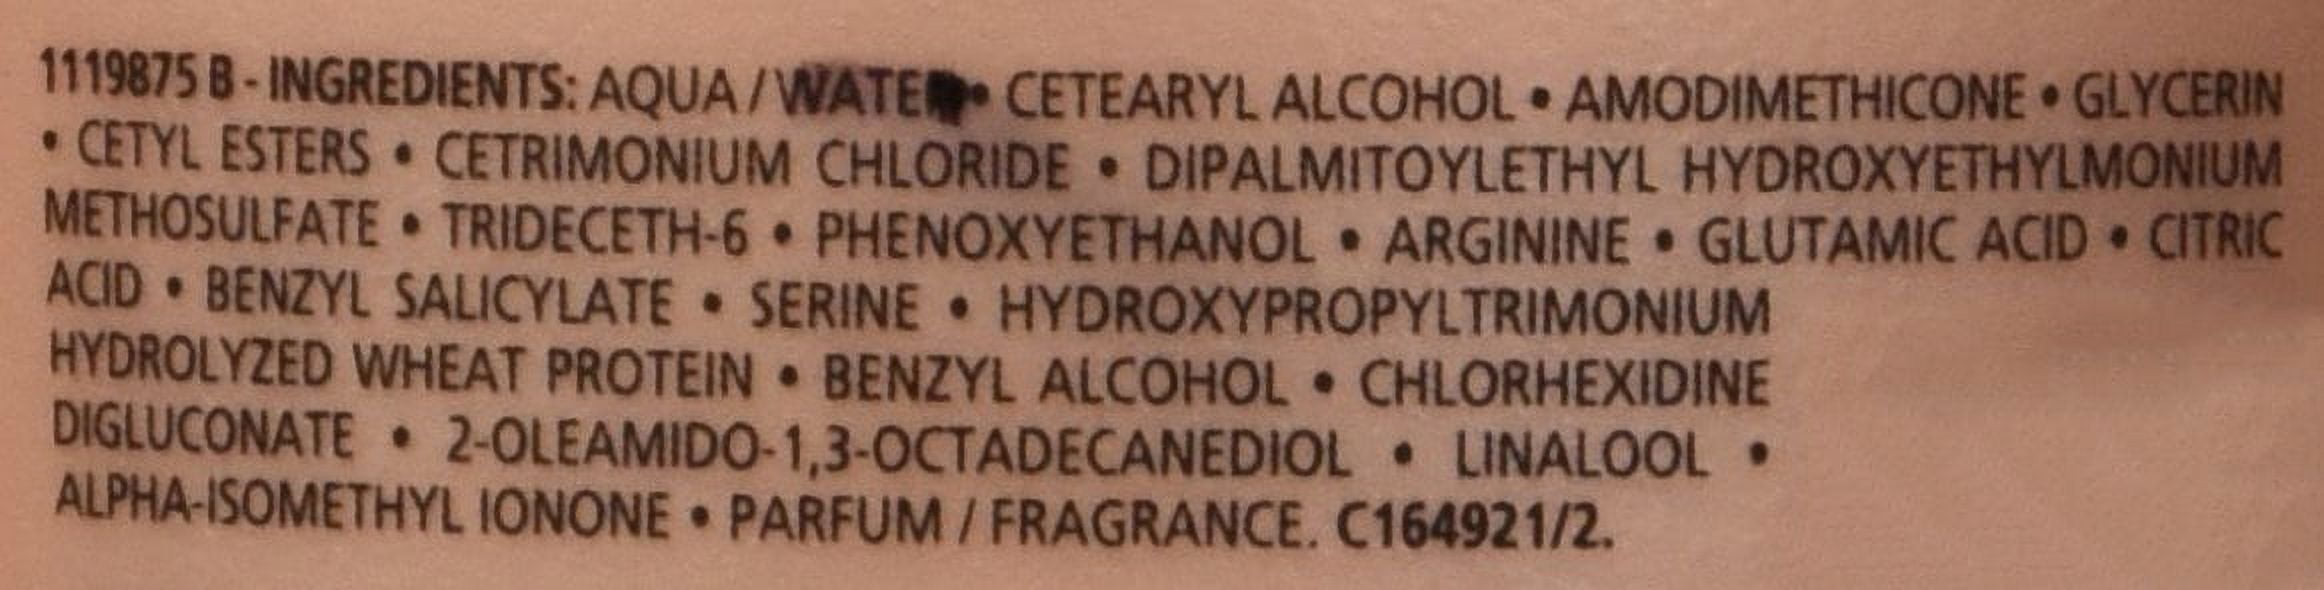 1119875 B - INGREDIENTS: AQUA / WATER • CETEARYL ALCOHOL • AMODIMETHICONE • GLYCERIN
• CETYL ESTERS • CETRIMONIUM CHLORIDE • DIPALMITOYLETHYL HYDROXYETHYLMONIUM
METHOSULFATE • TRIDECETH-6 • PHENOXYETHANOL • ARGININE • GLUTAMIC ACID • CITRIC
ACID • BENZYL SALICYLATE • SERINE • HYDROXYPROPYLTRIMONIUM
HYDROLYZED WHEAT PROTEIN • BENZYL ALCOHOL • CHLORHEXIDINE
DIGLUCONATE • 2-OLEAMIDO-1,3-OCTADECANEDIOL • LINALOOL •
ALPHA-ISOMETHYL IONONE • PARFUM / FRAGRANCE. C164921/2.